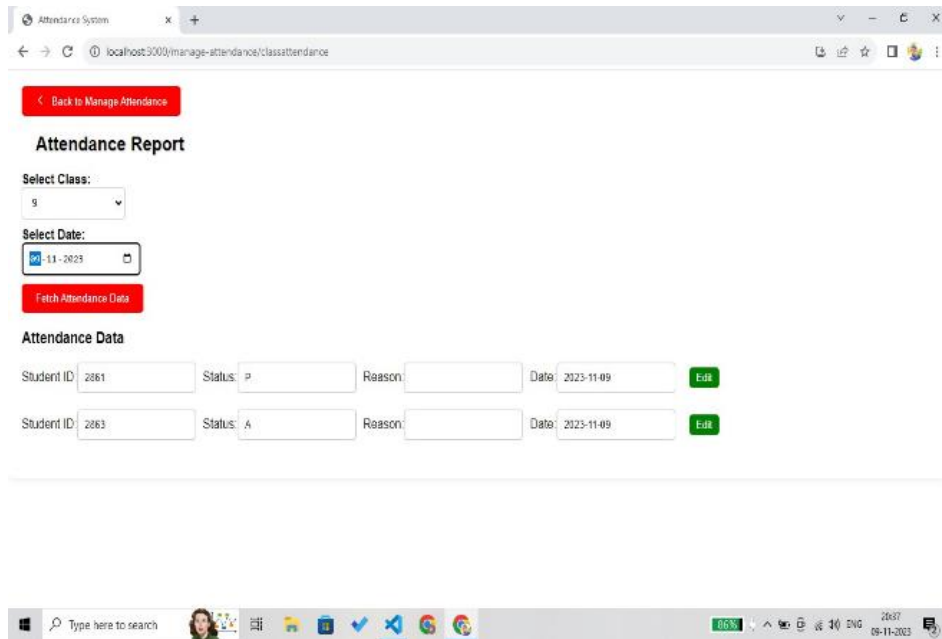 Attendance System
localhost:3000/manage-attendance/classattendance
Back to Manage Attendance
Attendance Report
Select Class:
9
Select Date:
09-11-2023
Fetch Attendance Data
Attendance Data
Student ID: 2861 Status: P Reason: Date: 2023-11-09 Edit
Student ID: 2863 Status: A Reason: Date: 2023-11-09 Edit
Type here to search 86% ENG 20:37
09-11-2023